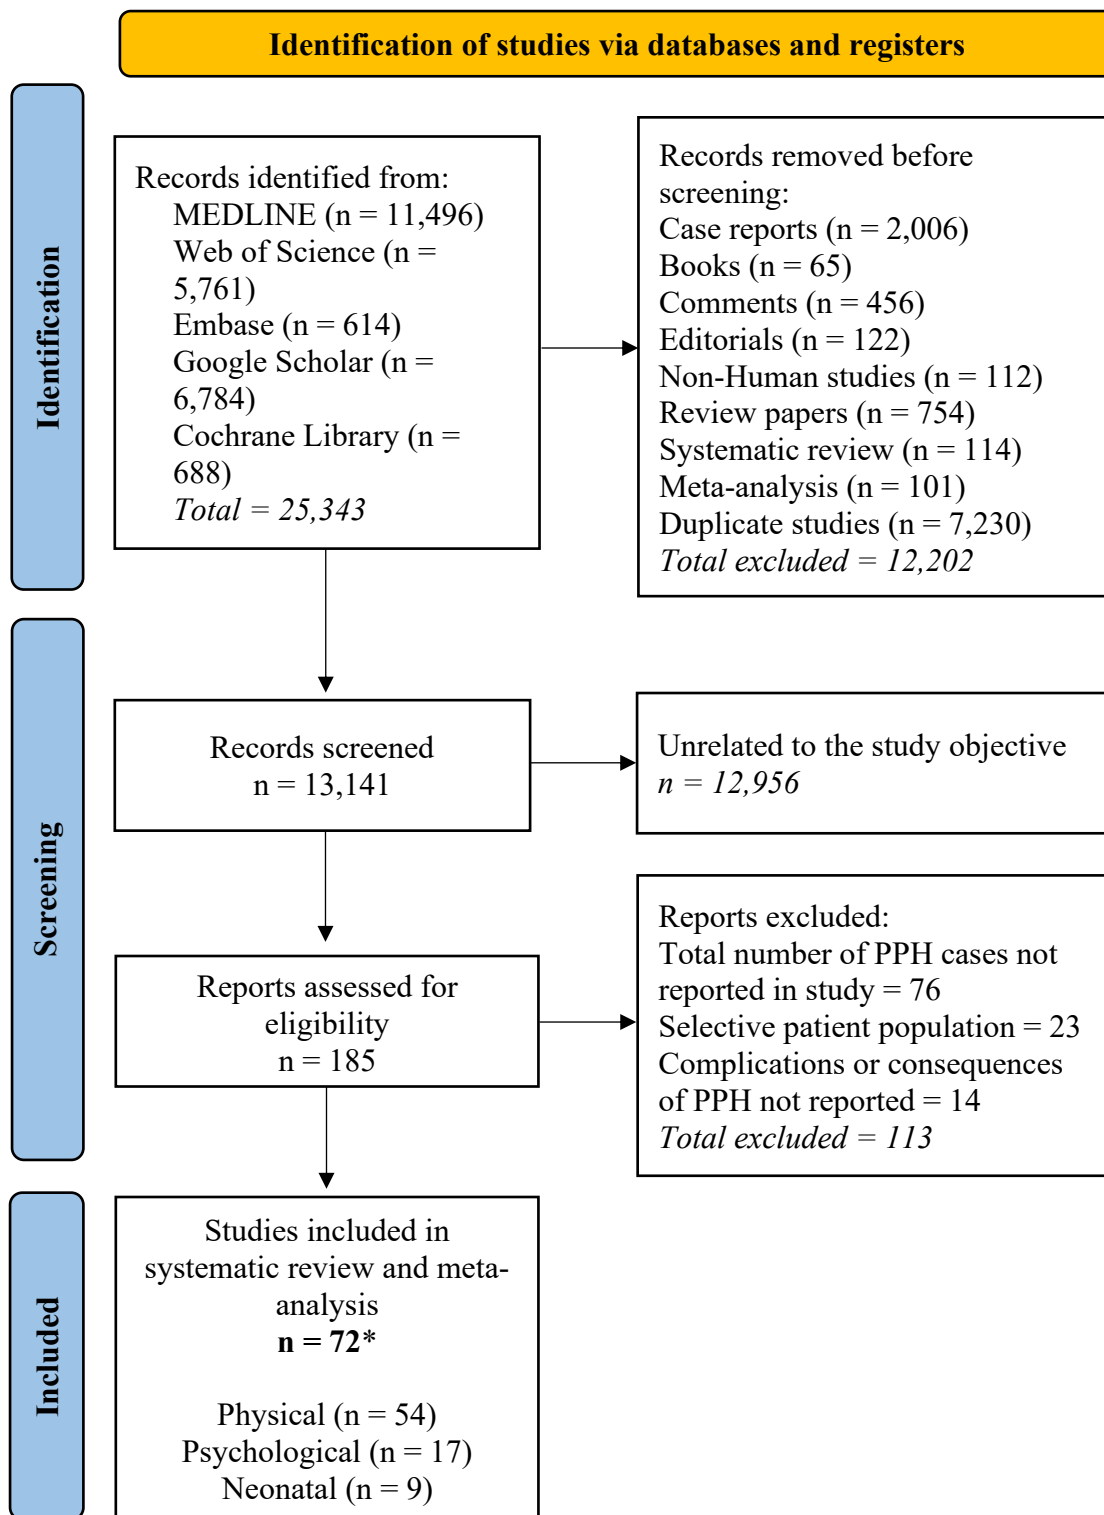 Identification of studies via databases and registers
Identification
Records identified from:
MEDLINE (n = 11,496)
Web of Science (n =
5,761)
Embase (n = 614)
Google Scholar (n =
6,784)
Cochrane Library (n =
688)
Total = 25,343
Records removed before
screening:
Case reports (n = 2,006)
Books (n = 65)
Comments (n = 456)
Editorials (n = 122)
Non-Human studies (n = 112)
Review papers (n = 754)
Systematic review (n = 114)
Meta-analysis (n = 101)
Duplicate studies (n = 7,230)
Total excluded = 12,202
Screening
Records screened
n = 13,141
Unrelated to the study objective
n = 12,956
Reports assessed for
eligibility
n = 185
Reports excluded:
Total number of PPH cases not
reported in study = 76
Selective patient population = 23
Complications or consequences
of PPH not reported = 14
Total excluded = 113
Included
Studies included in
systematic review and meta-
analysis
n = 72*
Physical (n = 54)
Psychological (n = 17)
Neonatal (n = 9)